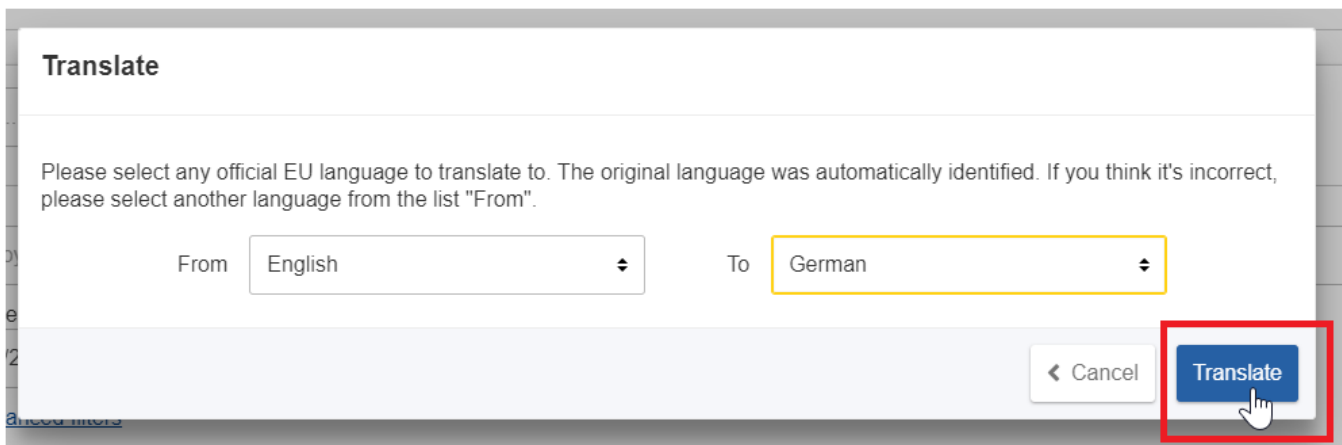 Translate
Please select any official EU language to translate to. The original language was automatically identified. If you think it's incorrect,
please select another language from the list "From".
From English To German
Cancel Translate